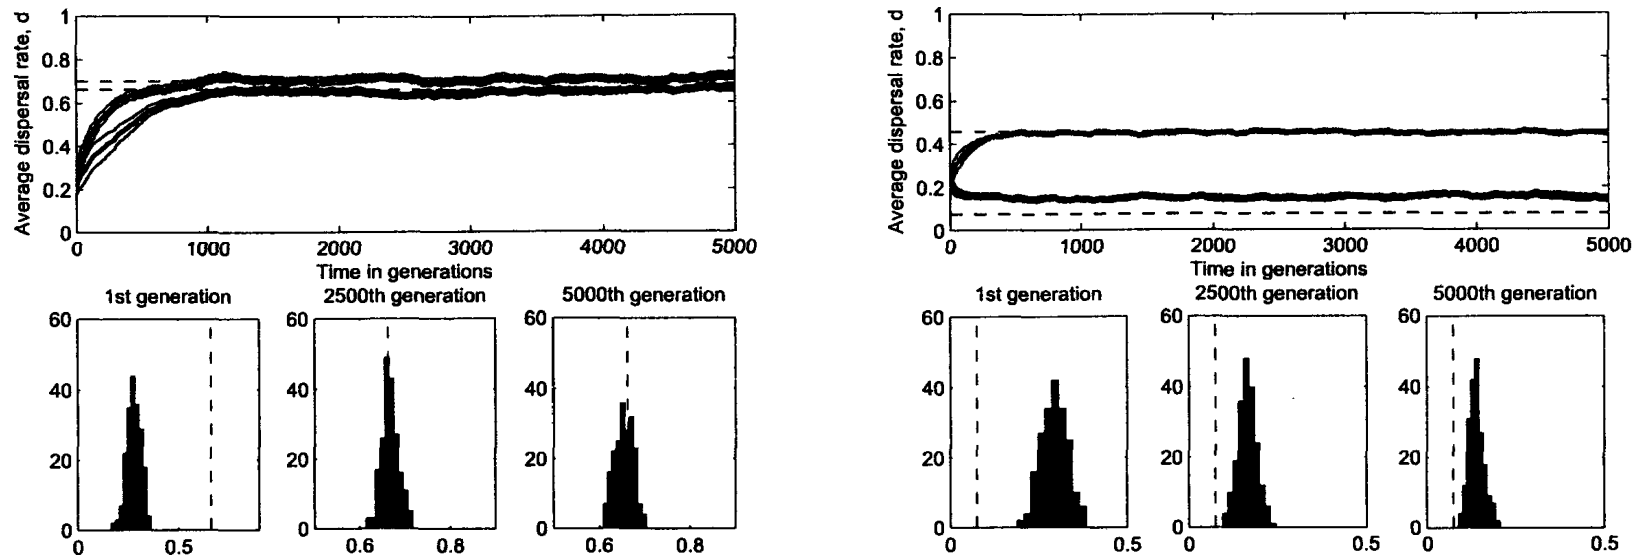 Average dispersal rate, d
1
0.8
0.6
0.4
0.2
0
0 1000 2000 3000 4000 5000
Time in generations
1st generation 2500th generation 5000th generation
60 60 60
40 40 40
20 20 20
0 0 0
0 0.5 0.6 0.8 0.6 0.8
Average dispersal rate, d
1
0.8
0.6
0.4
0.2
0
0 1000 2000 3000 4000 5000
Time in generations
1st generation 2500th generation 5000th generation
60 60 60
40 40 40
20 20 20
0 0 0
0 0.5 0 0.5 0 0.5